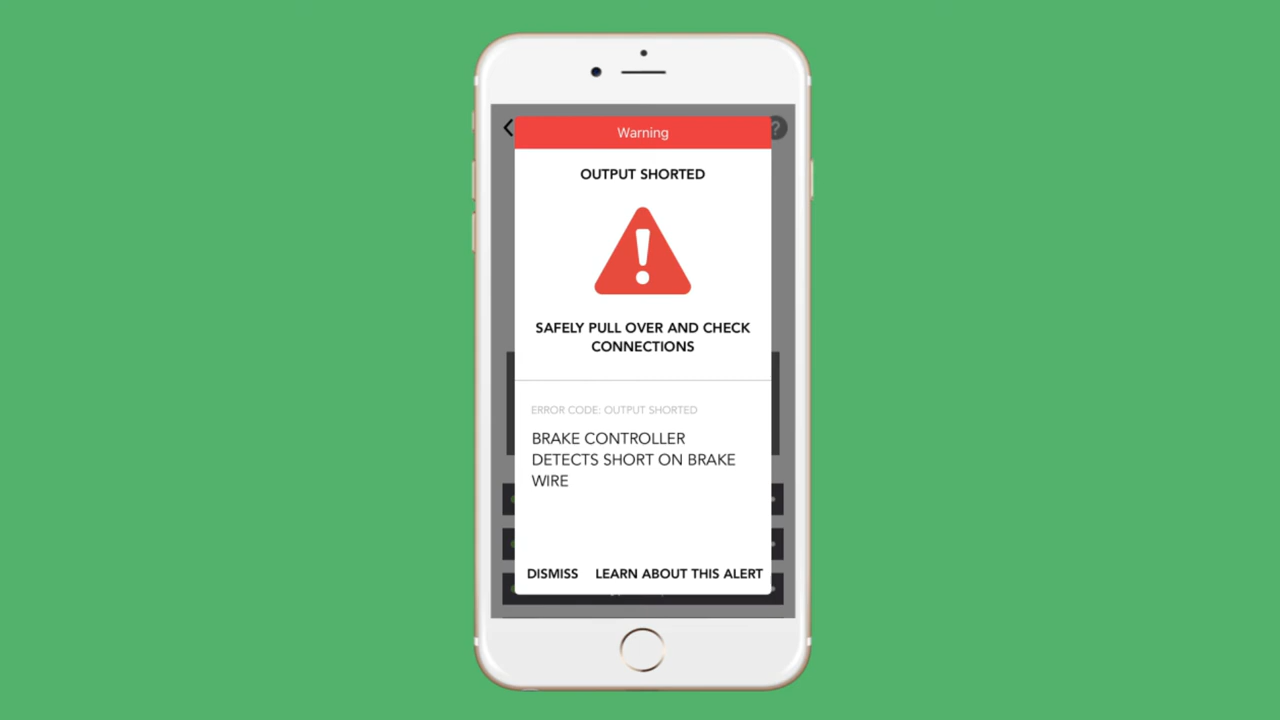 Warning
?
OUTPUT SHORTED
SAFELY PULL OVER AND CHECK
CONNECTIONS
ERROR CODE: OUTPUT SHORTED
BRAKE CONTROLLER
DETECTS SHORT ON BRAKE
WIRE
DISMISS LEARN ABOUT THIS ALERT